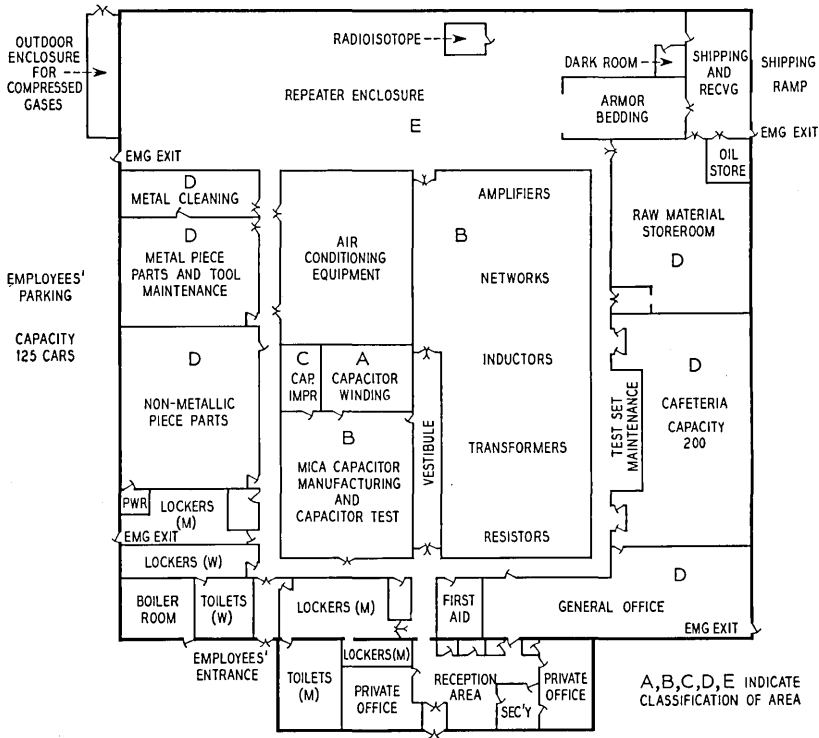 OUTDOOR
ENCLOSURE
FOR
COMPRESSED
GASES
RADIOISOTOPE
DARK ROOM
SHIPPING
AND
RECVG
SHIPPING
RAMP
REPEATER ENCLOSURE
E
ARMOR
BEDDING
EMG EXIT
EMG EXIT
OIL
STORE
D
METAL CLEANING
D
METAL PIECE
PARTS AND TOOL
MAINTENANCE
AIR
CONDITIONING
EQUIPMENT
AMPLIFIERS
B
NETWORKS
INDUCTORS
TRANSFORMERS
RESISTORS
RAW MATERIAL
STOREROOM
D
EMPLOYEES'
PARKING
CAPACITY
125 CARS
D
NON-METALLIC
PIECE PARTS
C
CAP.
IMPR
A
CAPACITOR
WINDING
B
MICA CAPACITOR
MANUFACTURING
AND
CAPACITOR TEST
VESTIBULE
TEST SET
MAINTENANCE
D
CAFETERIA
CAPACITY
200
PWR
LOCKERS
(M)
EMG EXIT
LOCKERS (W)
BOILER
ROOM
TOILETS
(W)
LOCKERS (M)
FIRST
AID
D
GENERAL OFFICE
EMG EXIT
EMPLOYEES'
ENTRANCE
TOILETS
(M)
LOCKERS(M)
PRIVATE
OFFICE
RECEPTION
AREA
SEC'Y
PRIVATE
OFFICE
A,B,C,D,E INDICATE
CLASSIFICATION OF AREA